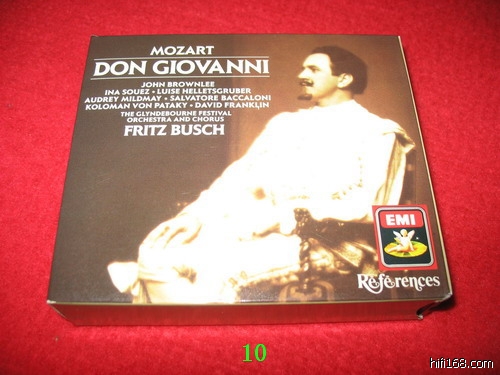 MOZART
DON GIOVANNI
JOHN BROWNLEE
INA SOUEZ • LUISE HELLETSGRUBER
AUDREY MILDMAY • SALVATORE BACCALONI
KOLOMAN VON PATAKY • DAVID FRANKLIN
THE GLYNDEBOURNE FESTIVAL
ORCHESTRA AND CHORUS
FRITZ BUSCH
EMI
Références
10
hifi168.com